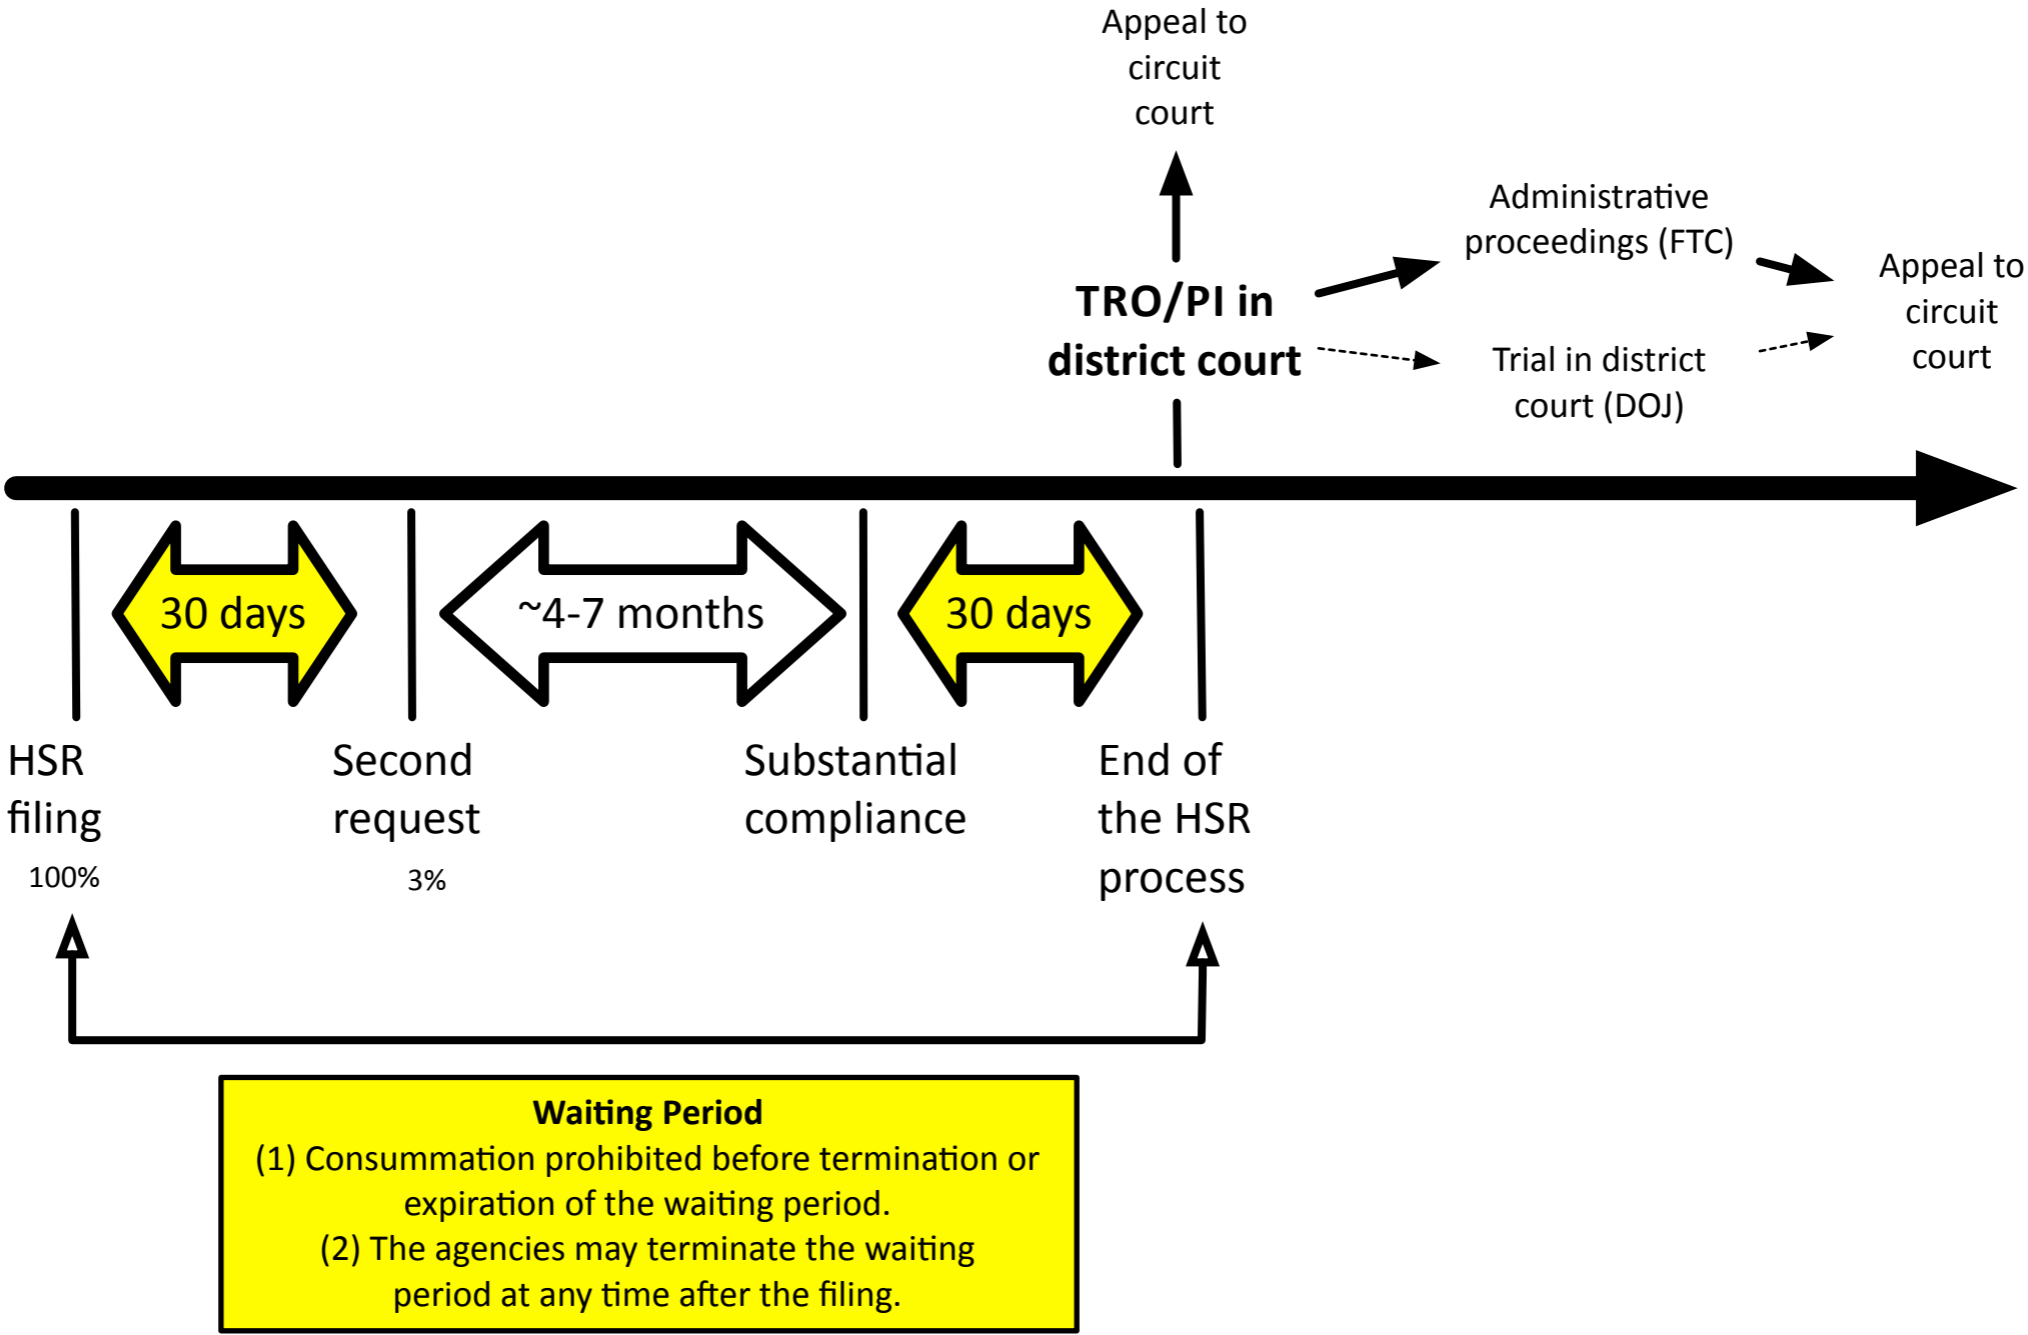 Appeal to
circuit
court
Administrative
proceedings (FTC)
Appeal to
circuit
court
TRO/PI in
district court
Trial in district
court (DOJ)
30 days
~4-7 months
30 days
HSR
filing
100%
Second
request
3%
Substantial
compliance
End of
the HSR
process
Waiting Period
(1) Consummation prohibited before termination or
expiration of the waiting period.
(2) The agencies may terminate the waiting
period at any time after the filing.